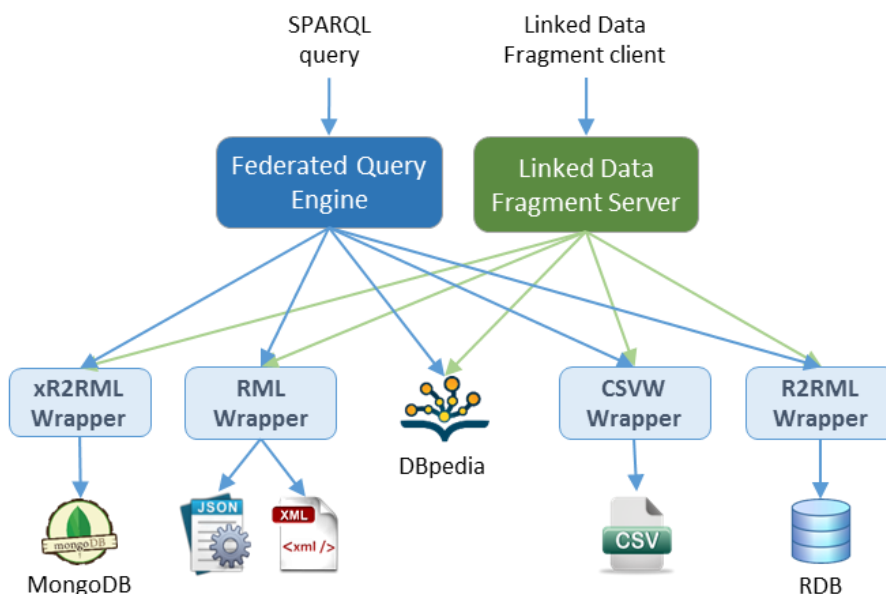 SPARQL
query
Linked Data
Fragment client
Federated Query
Engine
Linked Data
Fragment Server
xR2RML
Wrapper
RML
Wrapper
CSVW
Wrapper
R2RML
Wrapper
DBpedia
JSON
XML
<xml />
mongoDB
CSV
MongoDB
RDB